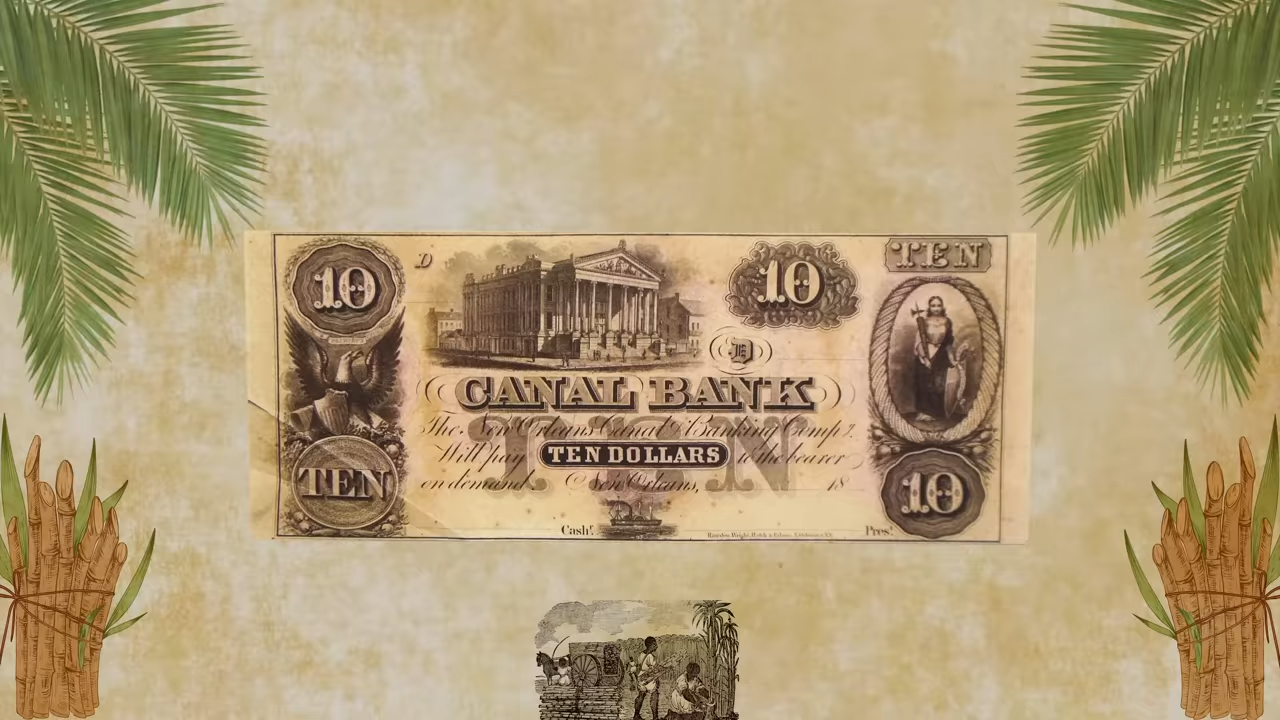 10
D
10
TEN
D
CANAL BANK
The New Orleans Canal & Banking Comp.y.
Will pay TEN DOLLARS to the bearer
on demand. New Orleans, 18
TEN
TEN
10
Cash.r
Pres.t